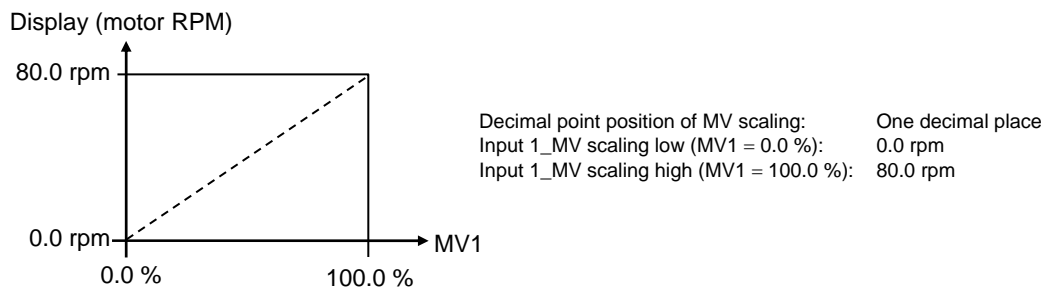 Display (motor RPM)
80.0 rpm
Decimal point position of MV scaling: One decimal place
Input 1_MV scaling low (MV1 = 0.0 %): 0.0 rpm
Input 1_MV scaling high (MV1 = 100.0 %): 80.0 rpm
0.0 rpm
MV1
0.0 %
100.0 %